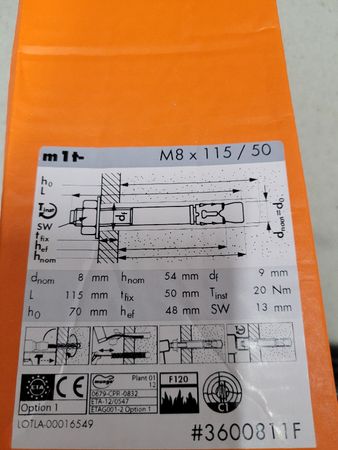 m1t- M8 x 115 / 50
h0
L
Tinst
SW
tfix
hef
hnom
df
dnom = d0
dnom 8 mm hnom 54 mm df 9 mm
L 115 mm tfix 50 mm Tinst 20 Nm
h0 70 mm hef 48 mm SW 13 mm
T
ETA CE mungo Plant 01
12
0679-CPR-0832
ETA-12/0547
ETAG001-2 Option 1
Option 1
F120
C1
LOTLA-00016549
#3600811F